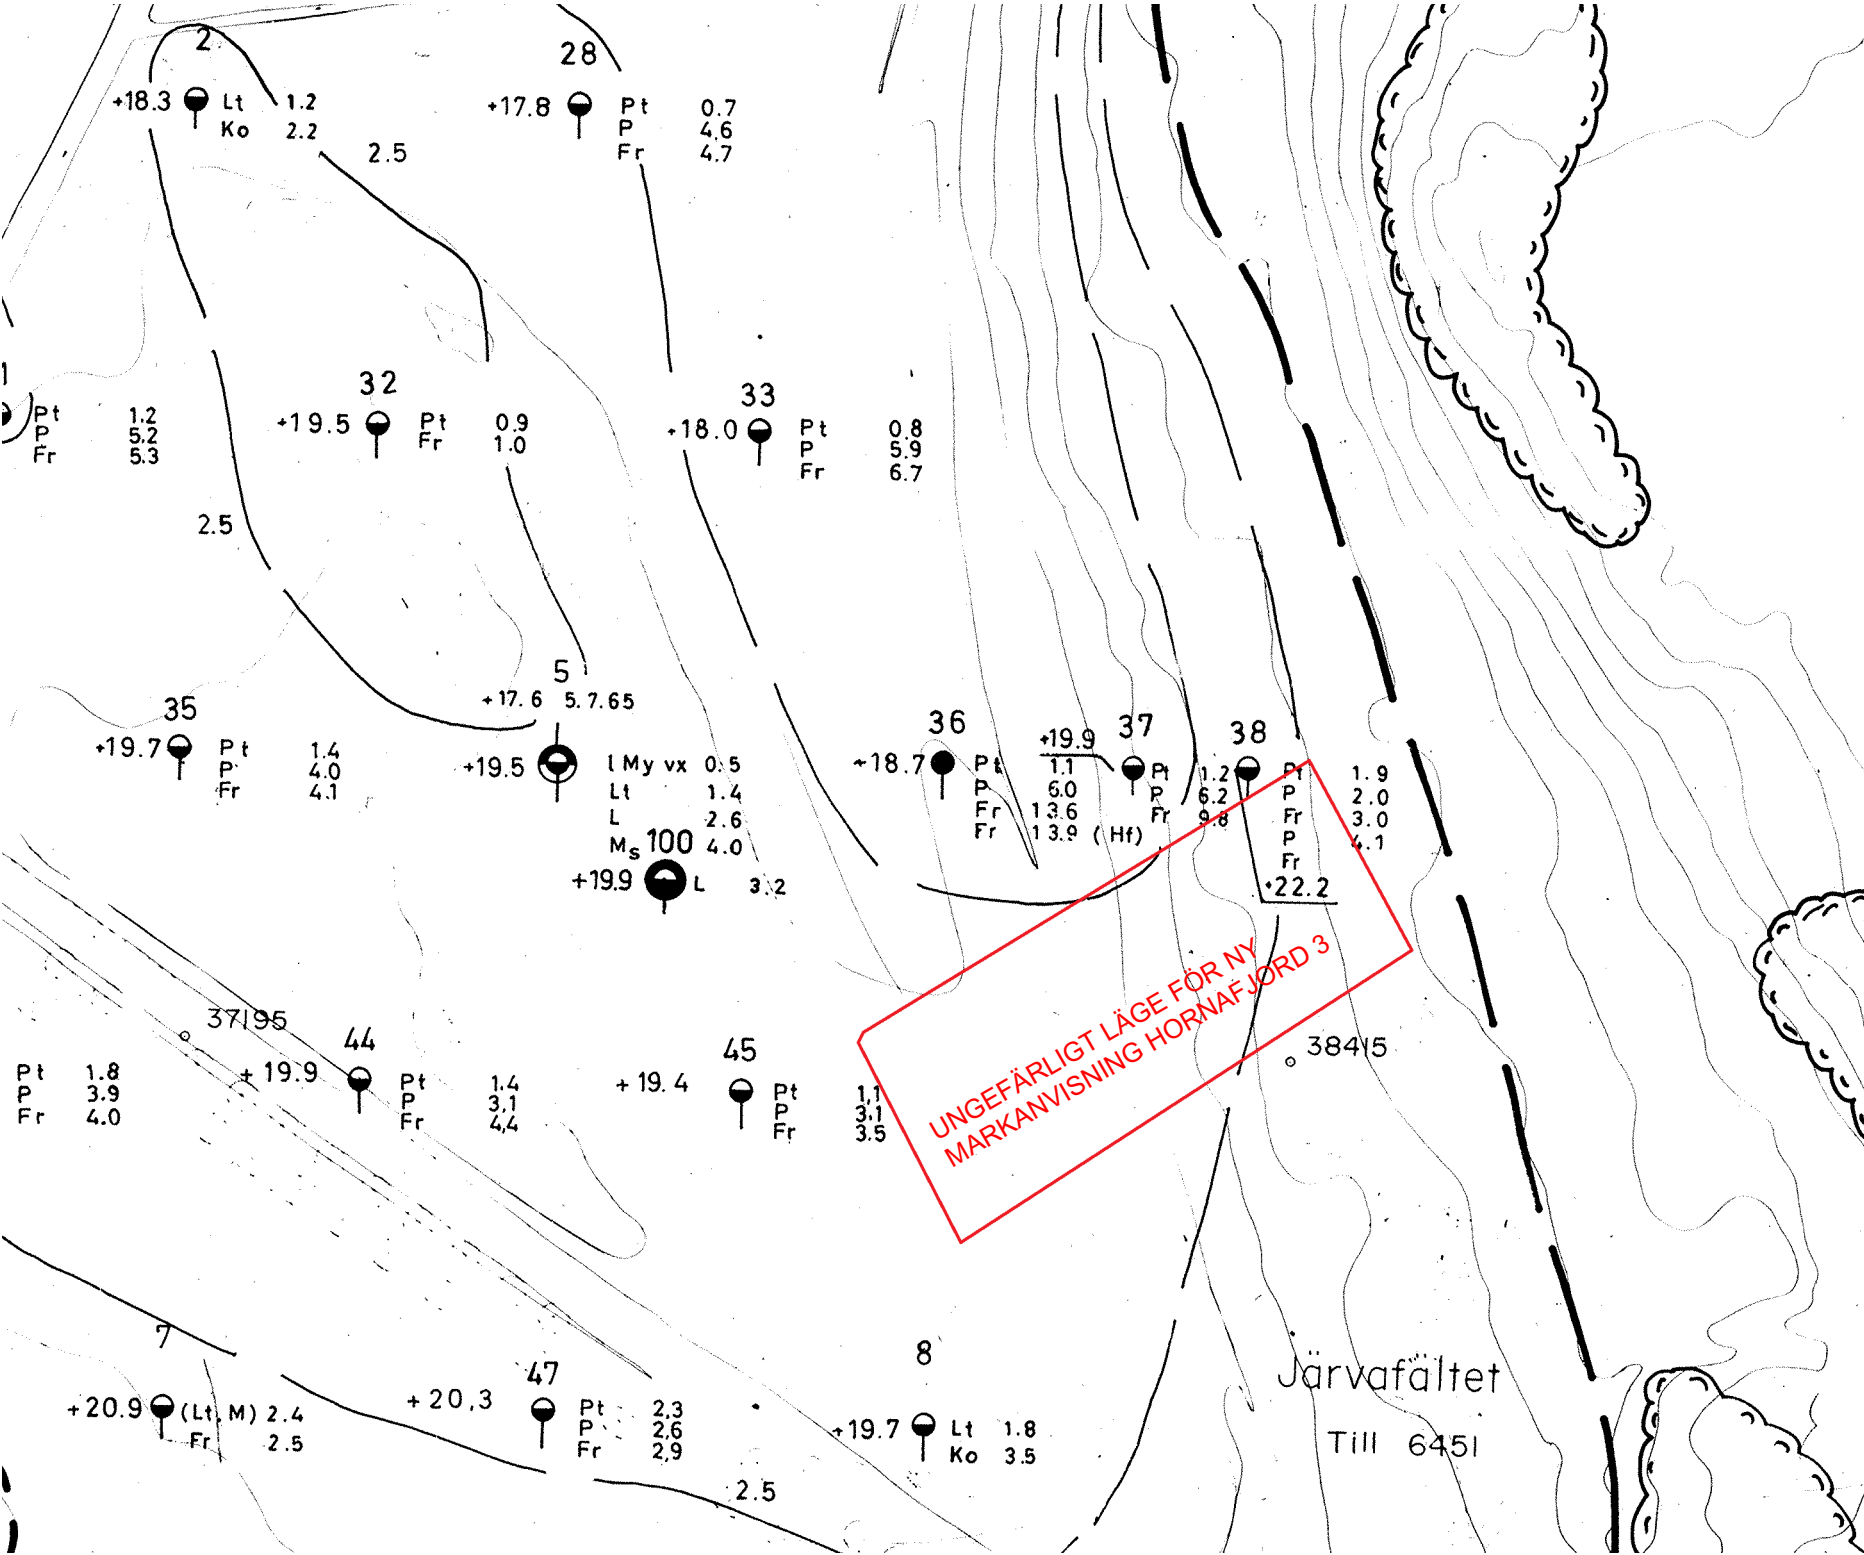 2
+18.3 Lt 1.2
Ko 2.2
2.5
28
+17.8 Pt 0.7
P 4.6
Fr 4.7
1
Pt 1.2
P 5.2
Fr 5.3
32
+19.5 Pt 0.9
Fr 1.0
33
+18.0 Pt 0.8
P 5.9
Fr 6.7
2.5
35
+19.7 Pt 1.4
P 4.0
Fr 4.1
5
+17.6 5.7.65
+19.5 l My vx 0.5
Lt 1.4
L 2.6
Ms 4.0
100
+19.9 L 3.2
36
+18.7 Pt 1.1
P 6.0
Fr 13.6
Fr 13.9 (Hf)
37
+19.9
Pt 1.2
P 6.2
Fr 9.8
38
Pt 1.9
P 2.0
Fr 3.0
P 4.1
Fr
+22.2
UNGEFÄRLIGT LÄGE FÖR NY
MARKANVISNING HORNAFJORD 3
37195
38415
Pt 1.8
P 3.9
Fr 4.0
44
+19.9 Pt 1.4
P 3,1
Fr 4,4
45
+19.4 Pt 1,1
P 3.1
Fr 3.5
7
+20.9 (Lt, M) 2.4
Fr 2.5
47
+20,3 Pt 2,3
P 2,6
Fr 2,9
2.5
8
+19.7 Lt 1.8
Ko 3.5
Järvafältet
Till 6451